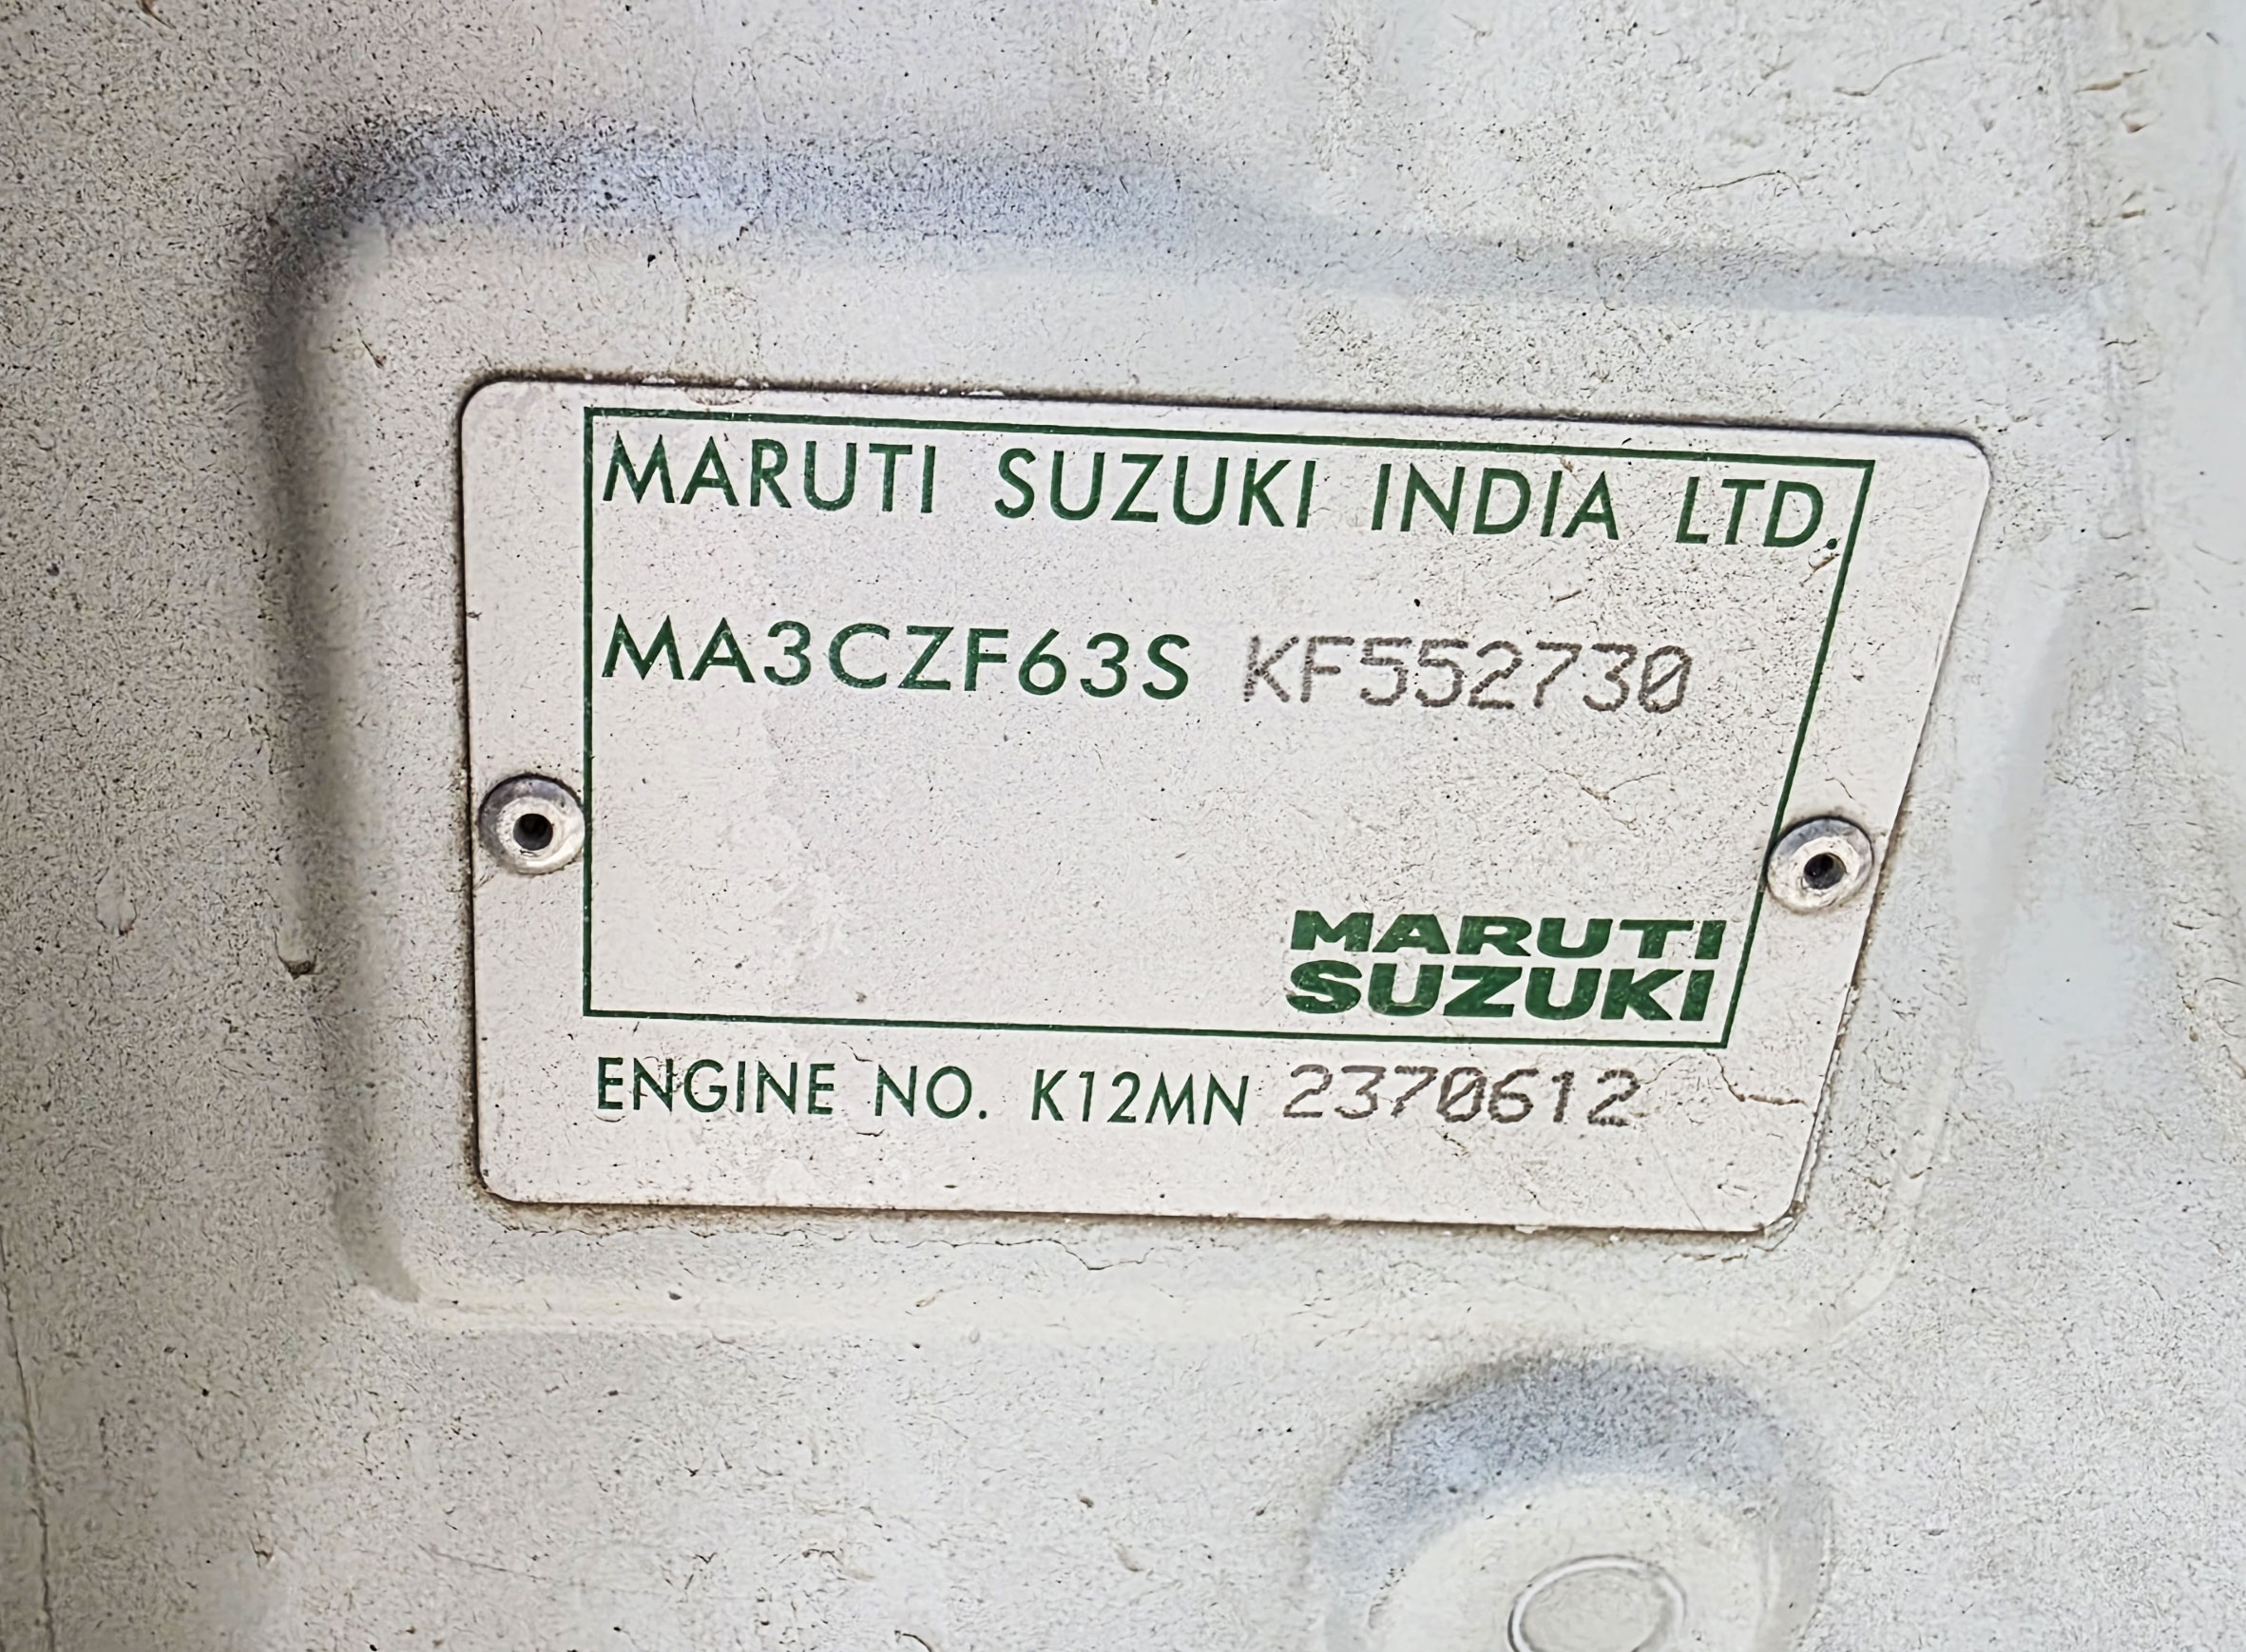 MARUTI SUZUKI INDIA LTD.
MA3CZF63S KF552730
MARUTI
SUZUKI
ENGINE NO. K12MN 2370612